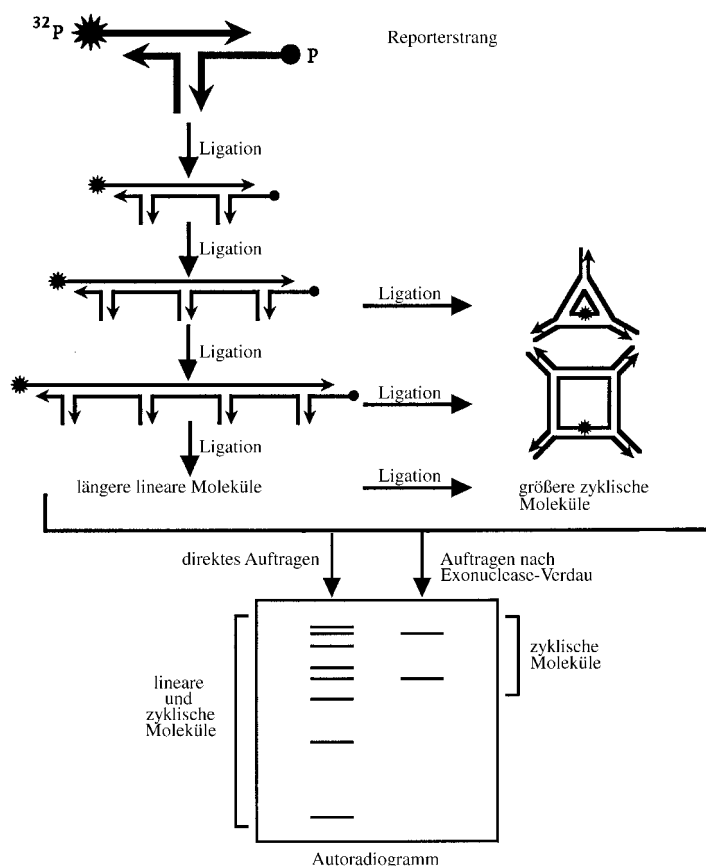 ³²P
P
Reporterstrang
Ligation
Ligation
Ligation
Ligation
Ligation
Ligation
Ligation
längere lineare Moleküle
größere zyklische
Moleküle
direktes Auftragen
Auftragen nach
Exonuclease-Verdau
lineare
und
zyklische
Moleküle
zyklische
Moleküle
Autoradiogramm